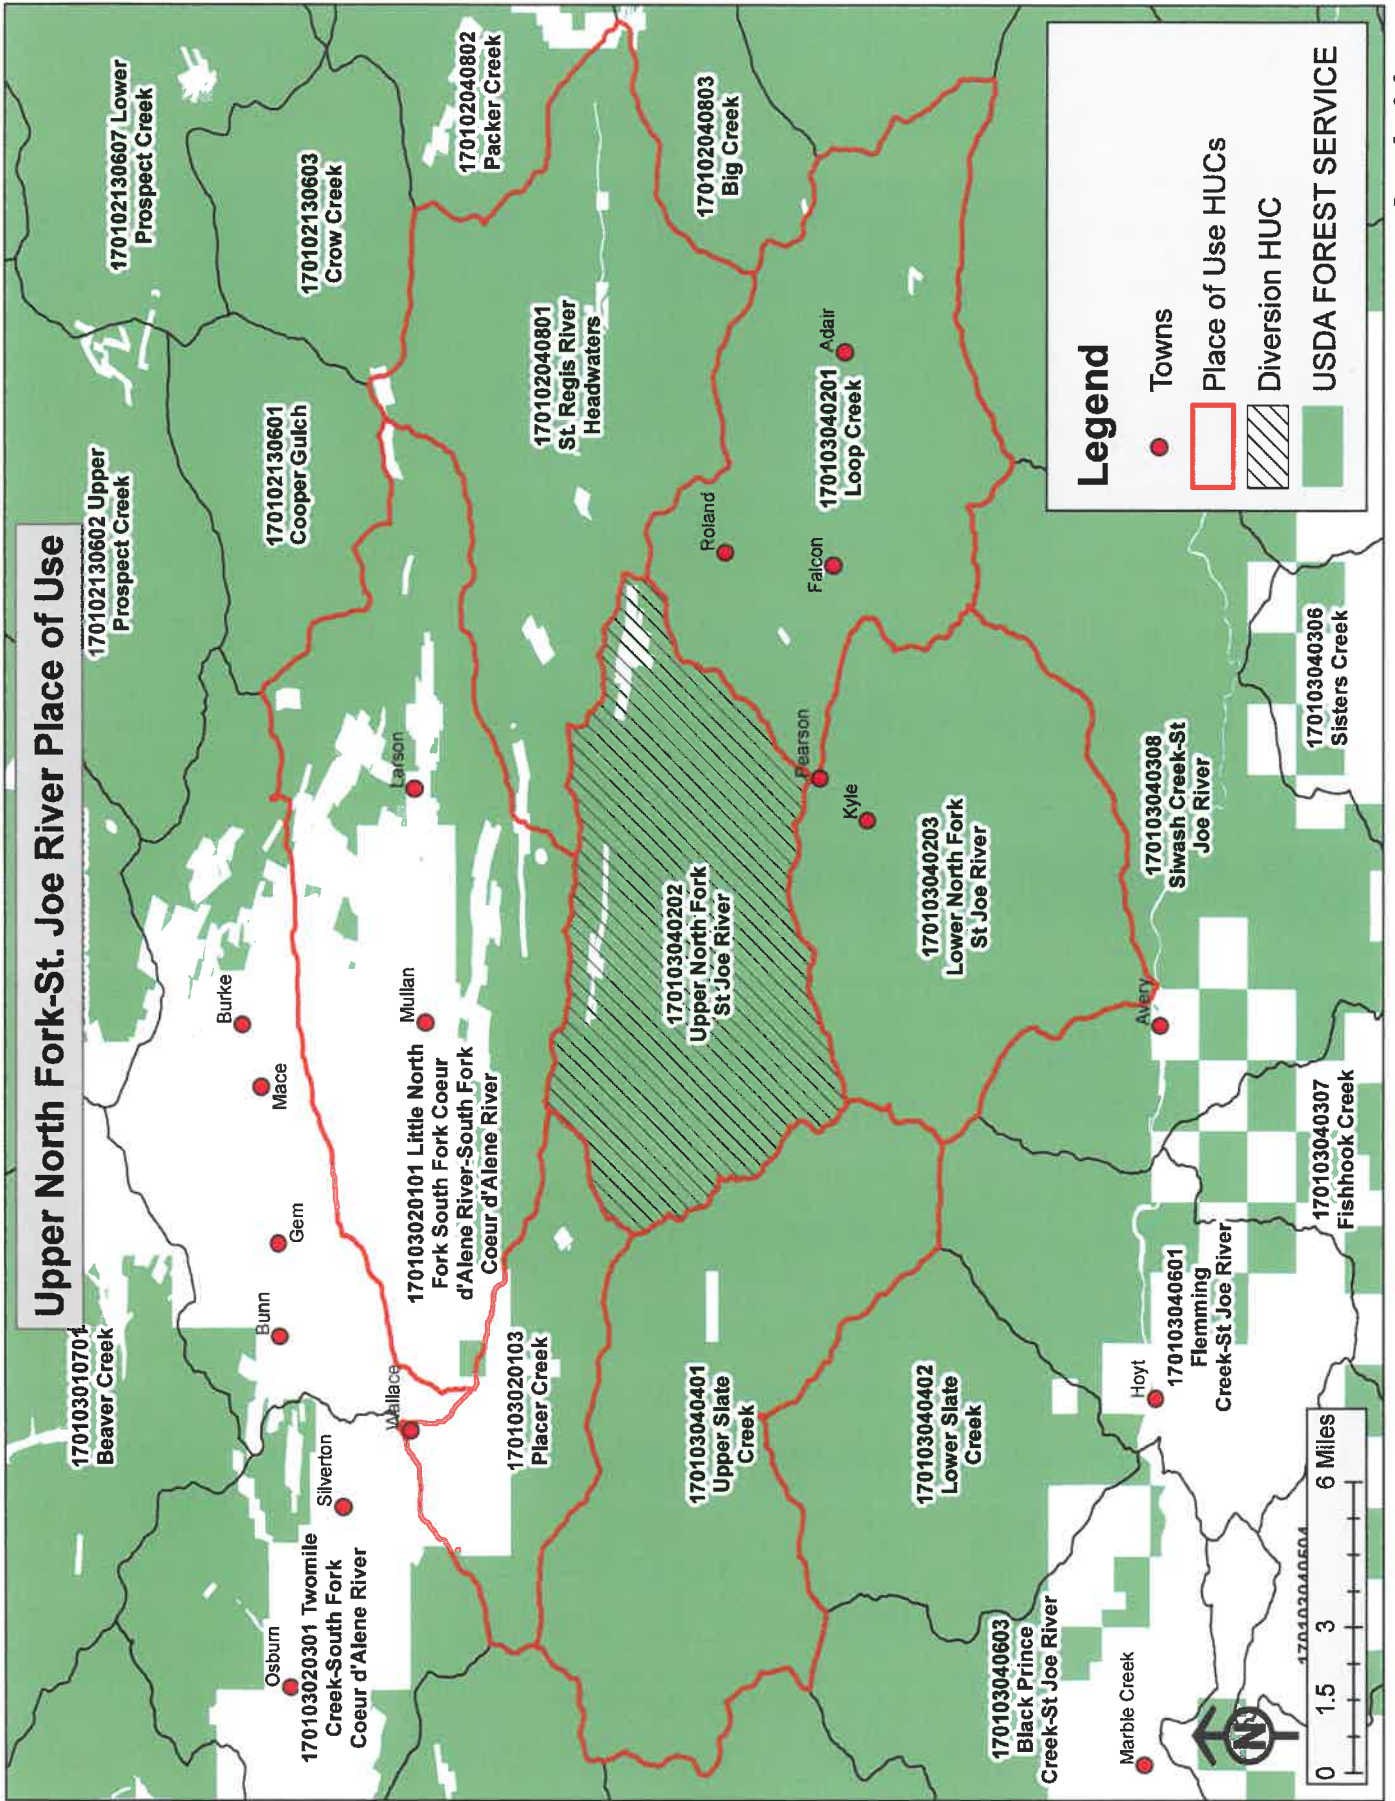 Upper North Fork-St. Joe River Place of Use
170103010701
Beaver Creek
170102130602 Upper
Prospect Creek
170102130607 Lower
Prospect Creek
170102130601
Cooper Gulch
170102130603
Crow Creek
170102040802
Packer Creek
Osburn
Silverton
Bunn
Gem
Mace
Burke
Wallace
Mullan
Larson
170103020301 Twomile
Creek-South Fork
Coeur d'Alene River
170103020101 Little North
Fork South Fork Coeur
d'Alene River-South Fork
Coeur d'Alene River
170103020103
Placer Creek
170102040801
St. Regis River
Headwaters
170102040803
Big Creek
170103040401
Upper Slate
Creek
170103040202
Upper North Fork
St Joe River
Roland
Falcon
Adair
170103040201
Loop Creek
Pearson
Kyle
170103040402
Lower Slate
Creek
170103040203
Lower North Fork
St Joe River
170103040603
Black Prince
Creek-St Joe River
Marble Creek
Hoyt
170103040601
Flemming
Creek-St Joe River
Avery
170103040308
Siwash Creek-St
Joe River
170103040307
Fishhook Creek
170103040306
Sisters Creek
170103040604
N
0 1.5 3 6 Miles
Legend
Towns
Place of Use HUCs
Diversion HUC
USDA FOREST SERVICE